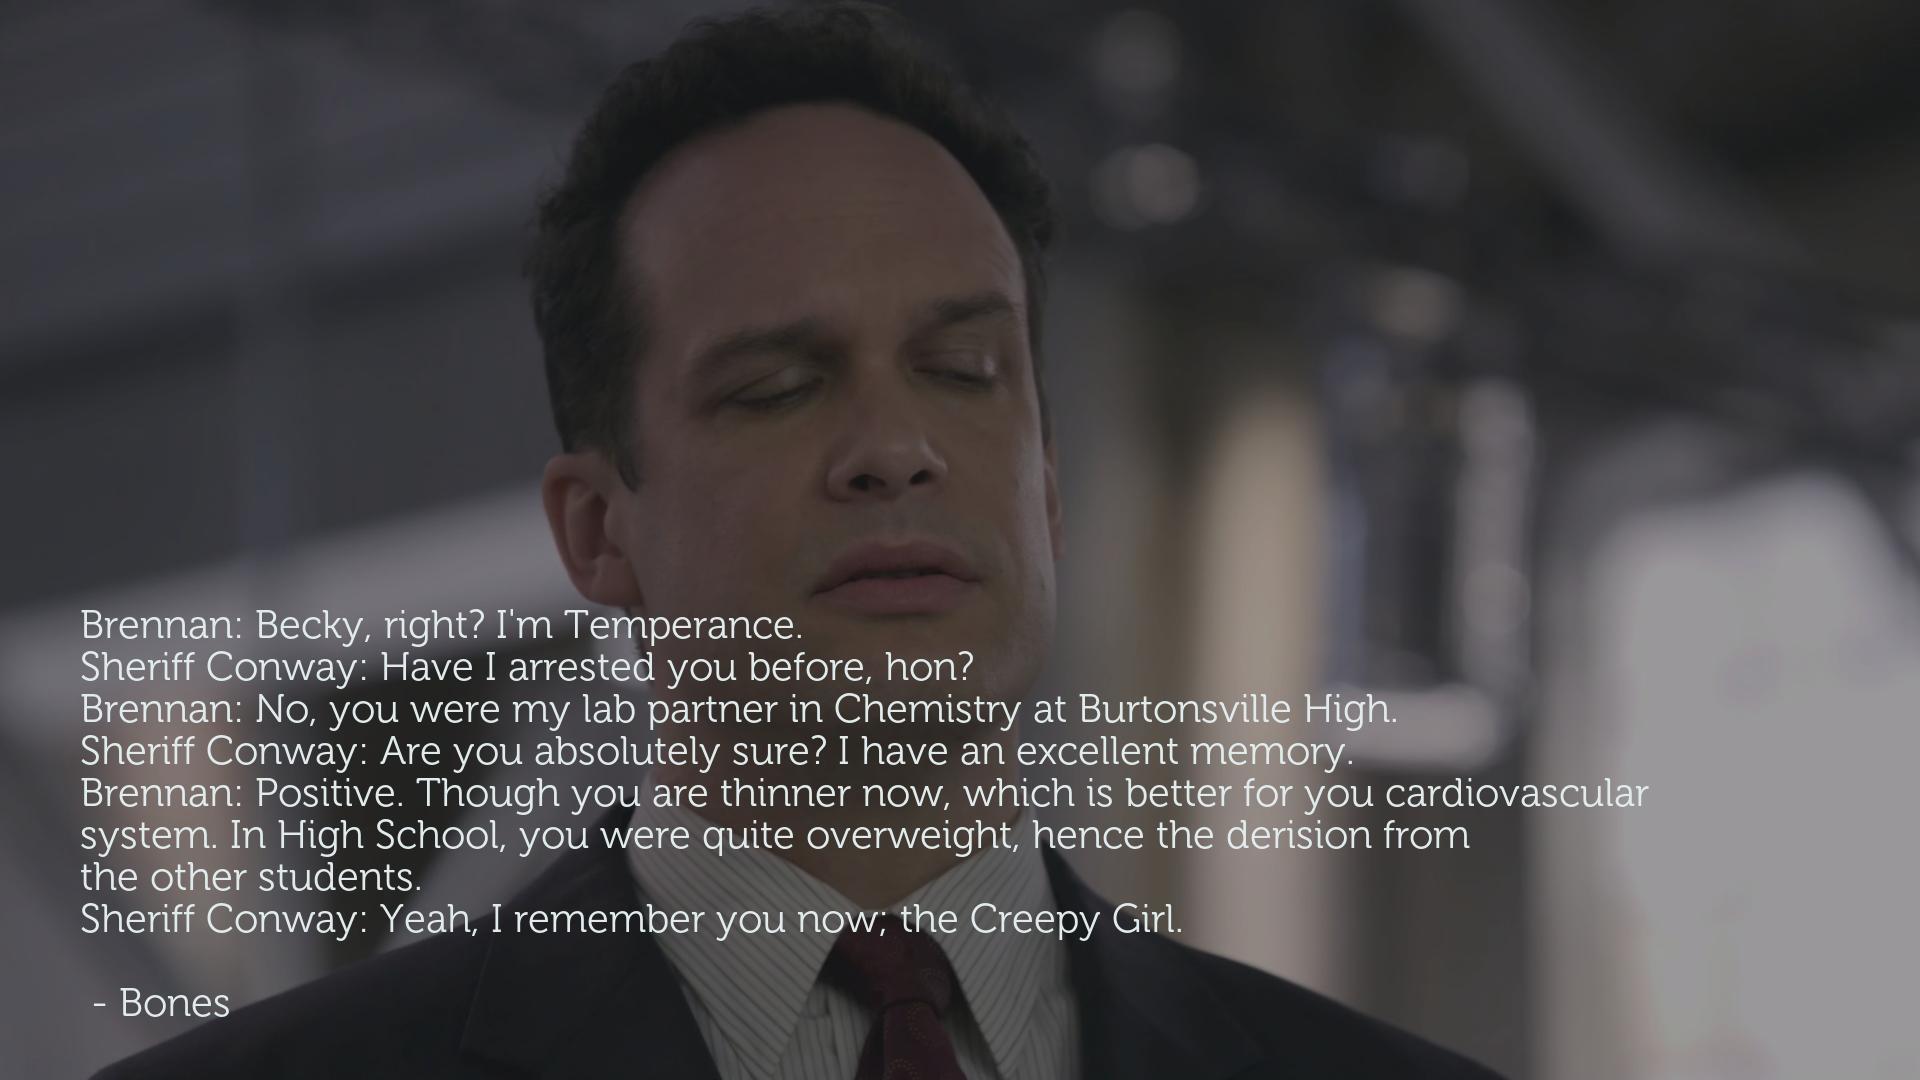 Brennan: Becky, right? I'm Temperance.
Sheriff Conway: Have I arrested you before, hon?
Brennan: No, you were my lab partner in Chemistry at Burtonsville High.
Sheriff Conway: Are you absolutely sure? I have an excellent memory.
Brennan: Positive. Though you are thinner now, which is better for you cardiovascular
system. In High School, you were quite overweight, hence the derision from
the other students.
Sheriff Conway: Yeah, I remember you now; the Creepy Girl.
- Bones